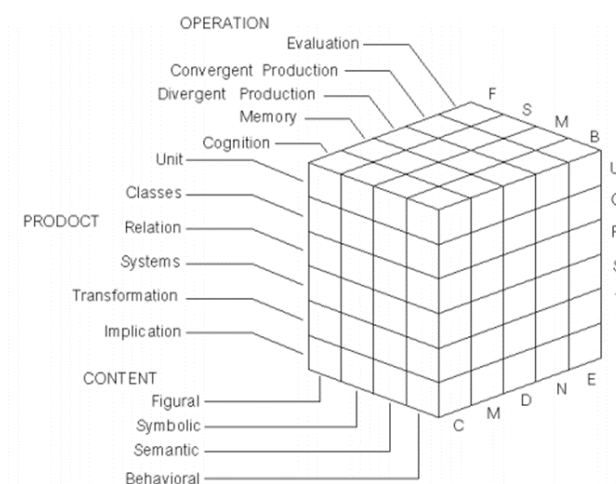 OPERATION
Evaluation
Convergent Production
Divergent Production
Memory
Cognition
F
S
M
B
PRODOCT
Unit
Classes
Relation
Systems
Transformation
Implication
CONTENT
Figural
Symbolic
Semantic
Behavioral
C
M
D
N
E